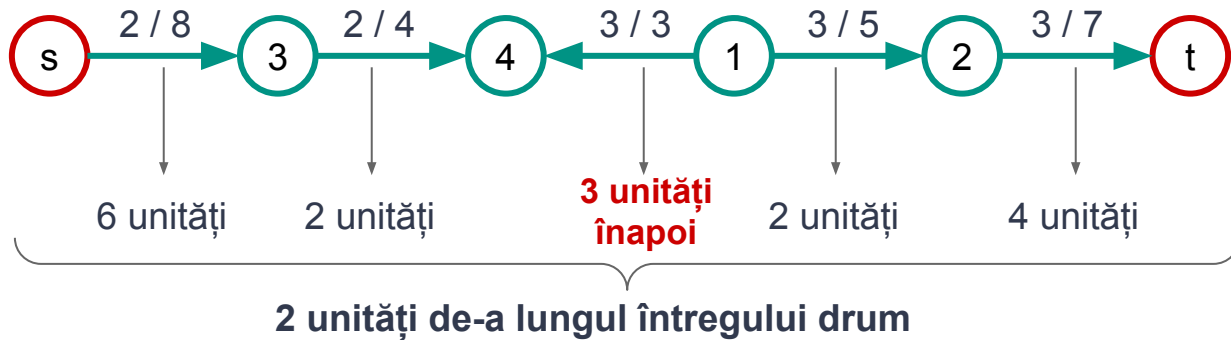 2 / 8 2 / 4 3 / 3 3 / 5 3 / 7
s 3 4 1 2 t
6 unități 2 unități 3 unități înapoi 2 unități 4 unități
2 unități de-a lungul întregului drum